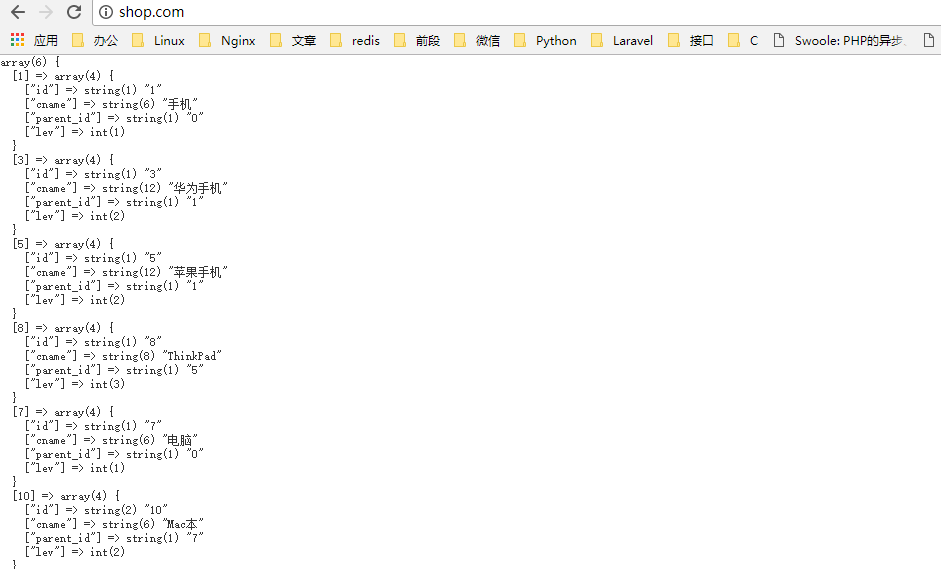 shop.com
应用 办公 Linux Nginx 文章 redis 前段 微信 Python Laravel 接口 C Swoole: PHP的异步
array(6) {
  [1] => array(4) {
    ["id"] => string(1) "1"
    ["cname"] => string(6) "手机"
    ["parent_id"] => string(1) "0"
    ["lev"] => int(1)
  }
  [3] => array(4) {
    ["id"] => string(1) "3"
    ["cname"] => string(12) "华为手机"
    ["parent_id"] => string(1) "1"
    ["lev"] => int(2)
  }
  [5] => array(4) {
    ["id"] => string(1) "5"
    ["cname"] => string(12) "苹果手机"
    ["parent_id"] => string(1) "1"
    ["lev"] => int(2)
  }
  [8] => array(4) {
    ["id"] => string(1) "8"
    ["cname"] => string(8) "ThinkPad"
    ["parent_id"] => string(1) "5"
    ["lev"] => int(3)
  }
  [7] => array(4) {
    ["id"] => string(1) "7"
    ["cname"] => string(6) "电脑"
    ["parent_id"] => string(1) "0"
    ["lev"] => int(1)
  }
  [10] => array(4) {
    ["id"] => string(2) "10"
    ["cname"] => string(6) "Mac本"
    ["parent_id"] => string(1) "7"
    ["lev"] => int(2)
  }